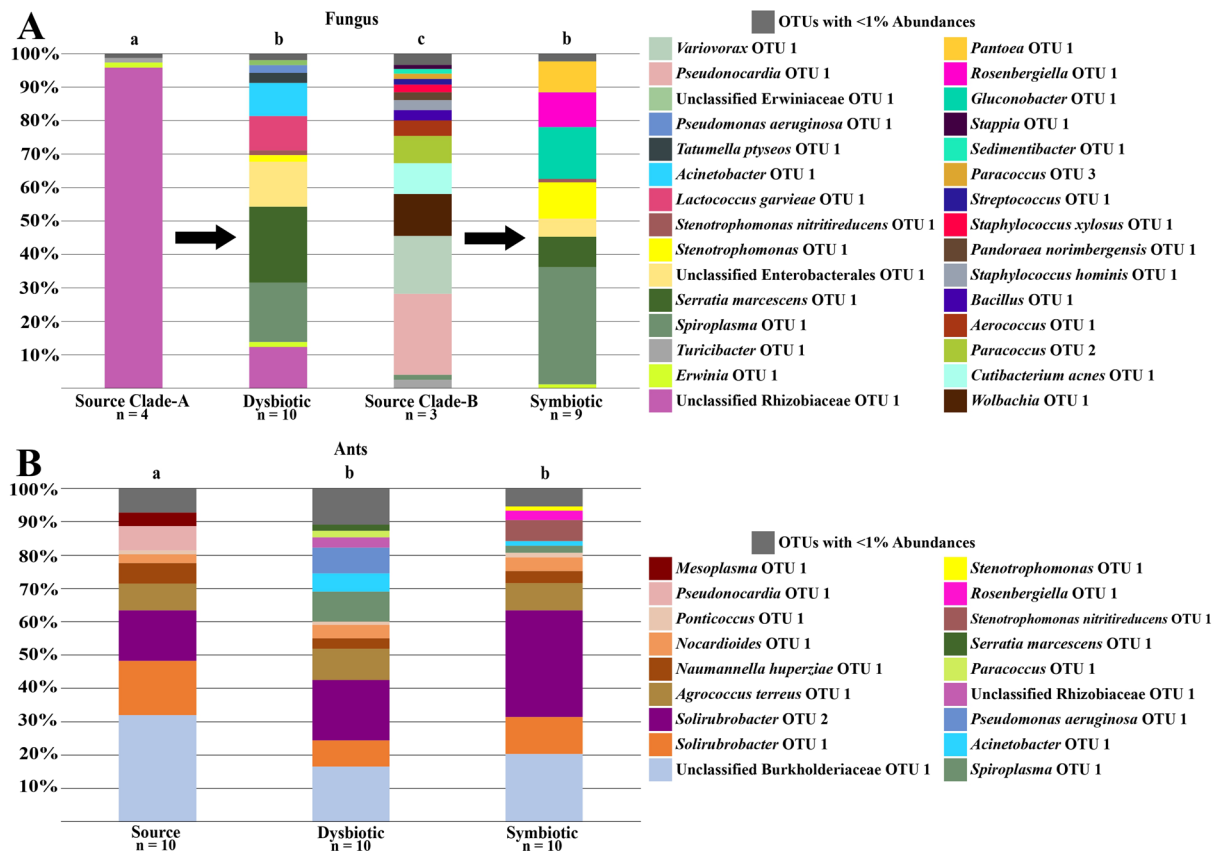 A
Fungus
a b c b
100%
90%
80%
70%
60%
50%
40%
30%
20%
10%
Source Clade-A
n = 4
Dysbiotic
n = 10
Source Clade-B
n = 3
Symbiotic
n = 9
OTUs with <1% Abundances
Variovorax OTU 1
Pseudonocardia OTU 1
Unclassified Erwiniaceae OTU 1
Pseudomonas aeruginosa OTU 1
Tatumella ptyseos OTU 1
Acinetobacter OTU 1
Lactococcus garvieae OTU 1
Stenotrophomonas nitritireducens OTU 1
Stenotrophomonas OTU 1
Unclassified Enterobacterales OTU 1
Serratia marcescens OTU 1
Spiroplasma OTU 1
Turicibacter OTU 1
Erwinia OTU 1
Unclassified Rhizobiaceae OTU 1
Pantoea OTU 1
Rosenbergiella OTU 1
Gluconobacter OTU 1
Stappia OTU 1
Sedimentibacter OTU 1
Paracoccus OTU 3
Streptococcus OTU 1
Staphylococcus xylosus OTU 1
Pandoraea norimbergensis OTU 1
Staphylococcus hominis OTU 1
Bacillus OTU 1
Aerococcus OTU 1
Paracoccus OTU 2
Cutibacterium acnes OTU 1
Wolbachia OTU 1
B
Ants
a b b
100%
90%
80%
70%
60%
50%
40%
30%
20%
10%
Source
n = 10
Dysbiotic
n = 10
Symbiotic
n = 10
OTUs with <1% Abundances
Mesoplasma OTU 1
Pseudonocardia OTU 1
Ponticoccus OTU 1
Nocardioides OTU 1
Naumannella huperziae OTU 1
Agrococcus terreus OTU 1
Solirubrobacter OTU 2
Solirubrobacter OTU 1
Unclassified Burkholderiaceae OTU 1
Stenotrophomonas OTU 1
Rosenbergiella OTU 1
Stenotrophomonas nitritireducens OTU 1
Serratia marcescens OTU 1
Paracoccus OTU 1
Unclassified Rhizobiaceae OTU 1
Pseudomonas aeruginosa OTU 1
Acinetobacter OTU 1
Spiroplasma OTU 1